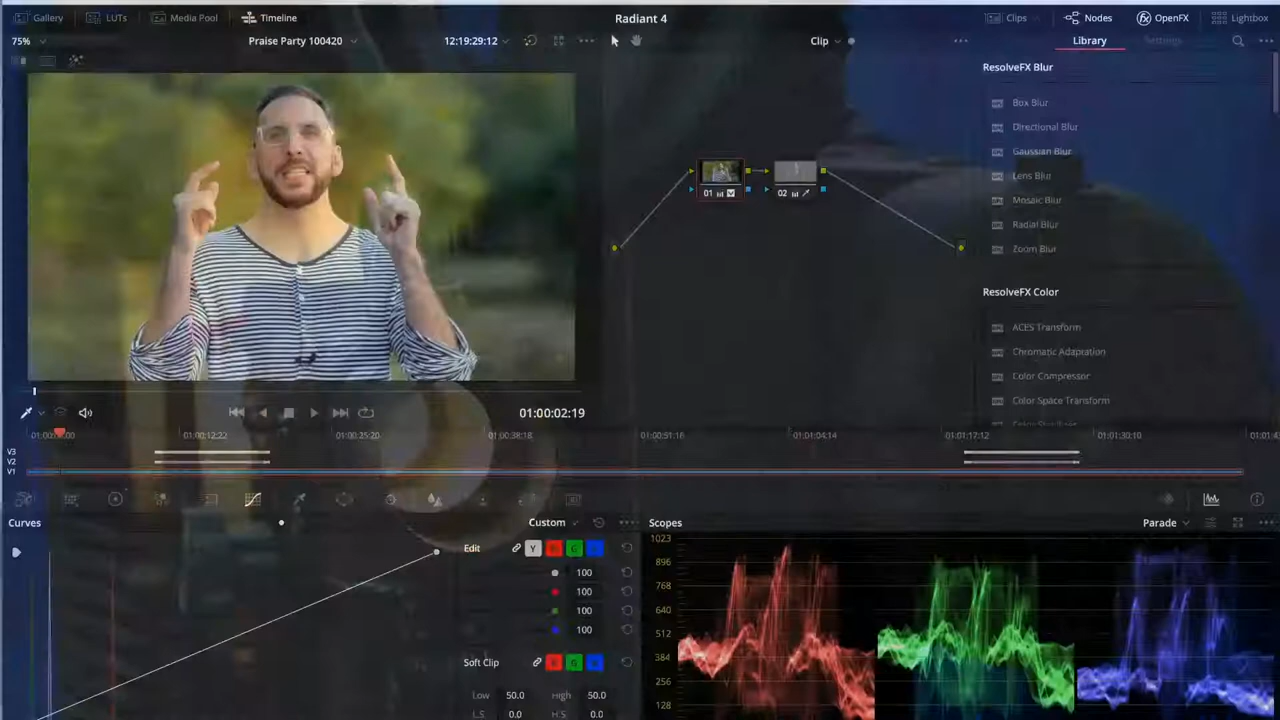 Gallery LUTs Media Pool Timeline Radiant 4 Clips Nodes OpenFX Lightbox
75% Praise Party 100420 12:19:29:12 Clip Library Settings
ResolveFX Blur
Box Blur
Directional Blur
Gaussian Blur
Lens Blur
Mosaic Blur
Radial Blur
Zoom Blur
01 02
ResolveFX Color
ACES Transform
Chromatic Adaptation
Color Compressor
Color Space Transform
01:00:02:19
01:00:12:22 01:00:25:20 01:00:38:18 01:00:51:16 01:01:04:14 01:01:17:12 01:01:30:10
V3
V2
V1
Curves Custom Scopes Parade
Edit Y
100
100
100
100
Soft Clip
Low 50.0 High 50.0
L.S. 0.0 H.S. 0.0
1023
896
768
640
512
384
256
128